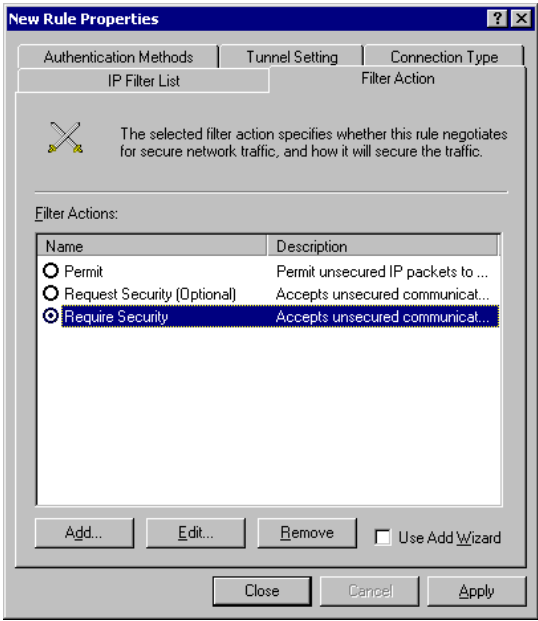 New Rule Properties
Authentication Methods Tunnel Setting Connection Type
IP Filter List Filter Action
The selected filter action specifies whether this rule negotiates
for secure network traffic, and how it will secure the traffic.
Filter Actions:
Name Description
Permit Permit unsecured IP packets to ...
Request Security (Optional) Accepts unsecured communicat...
Require Security Accepts unsecured communicat...
Add... Edit... Remove Use Add Wizard
Close Cancel Apply